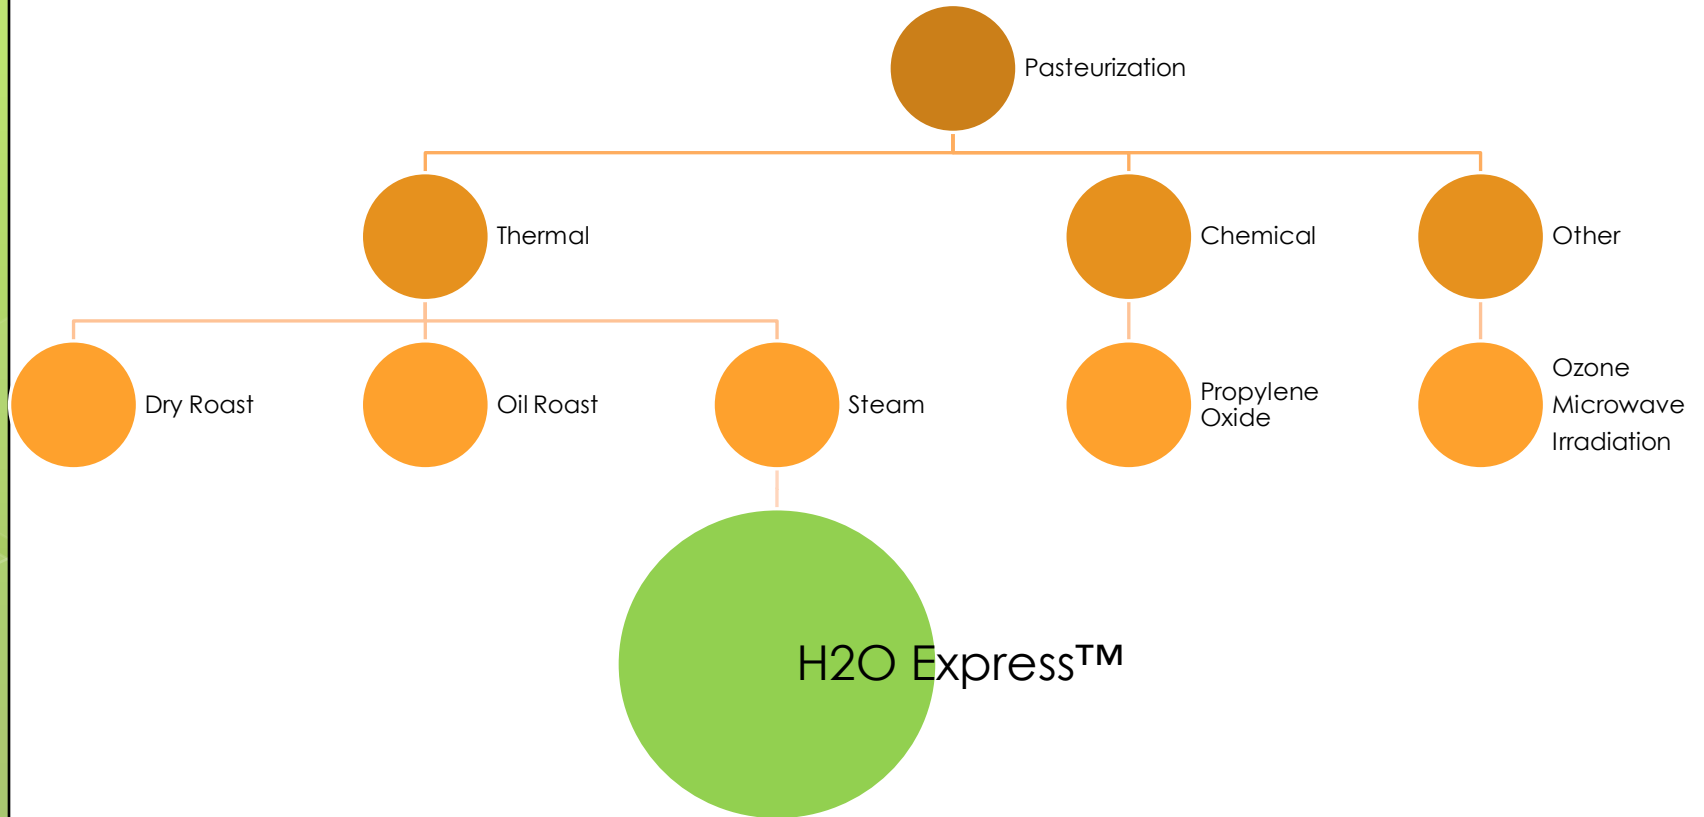 Pasteurization
Thermal
Chemical
Other
Dry Roast
Oil Roast
Steam
Propylene
Oxide
Ozone
Microwave
Irradiation
H2O Express™